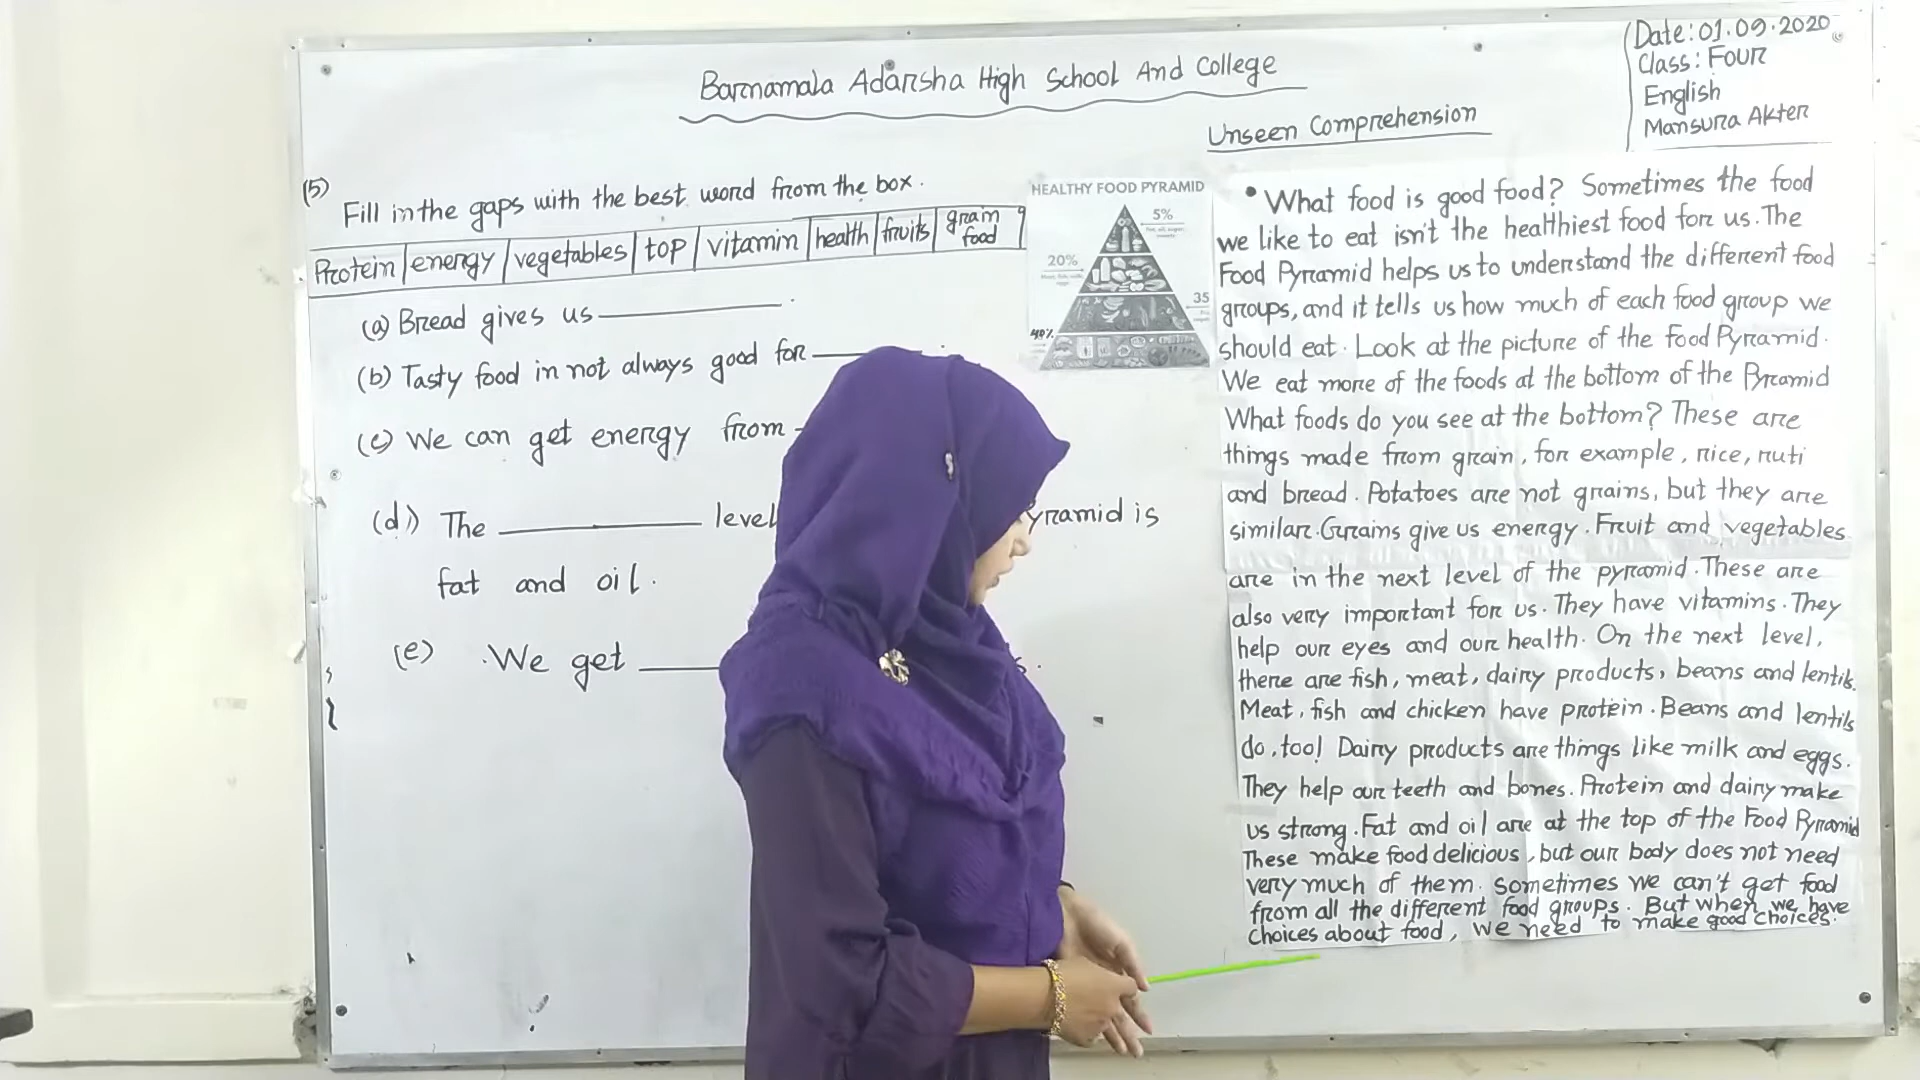 Barnamala Adarsha High School And College
Date: 01.09.2020
Class: Four
English
Mansura Akter
Unseen Comprehension
(5) Fill in the gaps with the best word from the box.
Protein energy vegetables top vitamin health fruits grain food
(a) Bread gives us ______ .
(b) Tasty food in not always good for ______ .
(c) We can get energy from
(d) The ______ level yramid is
fat and oil.
(e) We get ______ s.
HEALTHY FOOD PYRAMID
5%
20%
35
40%
• What food is good food? Sometimes the food
we like to eat isn't the healthiest food for us. The
Food Pyramid helps us to understand the different food
groups, and it tells us how much of each food group we
should eat. Look at the picture of the Food Pyramid.
We eat more of the foods at the bottom of the Pyramid
What foods do you see at the bottom? These are
things made from grain, for example, rice, ruti
and bread. Potatoes are not grains, but they are
similar. Grains give us energy. Fruit and vegetables
are in the next level of the pyramid. These are
also very important for us. They have vitamins. They
help our eyes and our health. On the next level,
there are fish, meat, dairy products, beans and lentils.
Meat, fish and chicken have protein. Beans and lentils
do, too! Dairy products are things like milk and eggs.
They help our teeth and bones. Protein and dairy make
us strong. Fat and oil are at the top of the Food Pyramid
These make food delicious, but our body does not need
very much of them. Sometimes we can't get food
from all the different food groups. But when we have
choices about food, we need to make good choices.